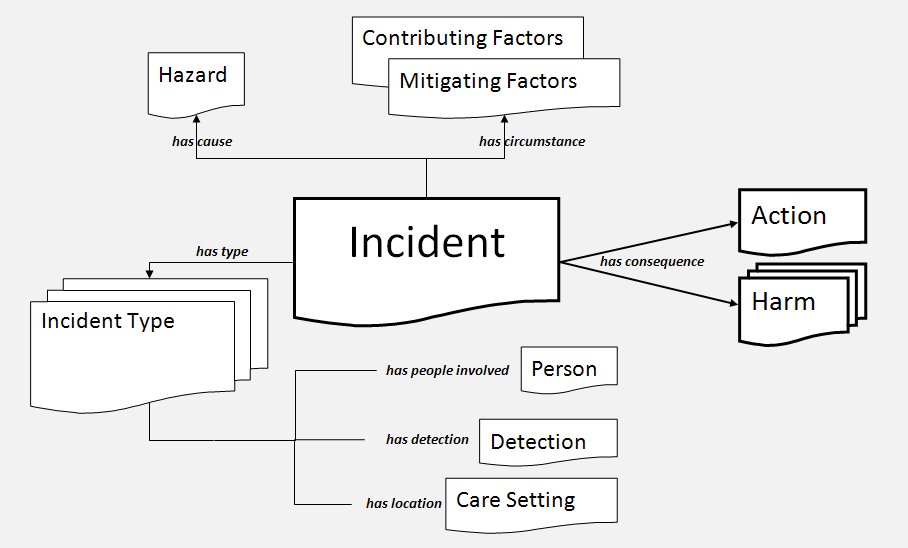 Contributing Factors
Hazard
Mitigating Factors
has cause
has circumstance
Incident
Action
has type
has consequence
Harm
Incident Type
has people involved
Person
has detection
Detection
has location
Care Setting